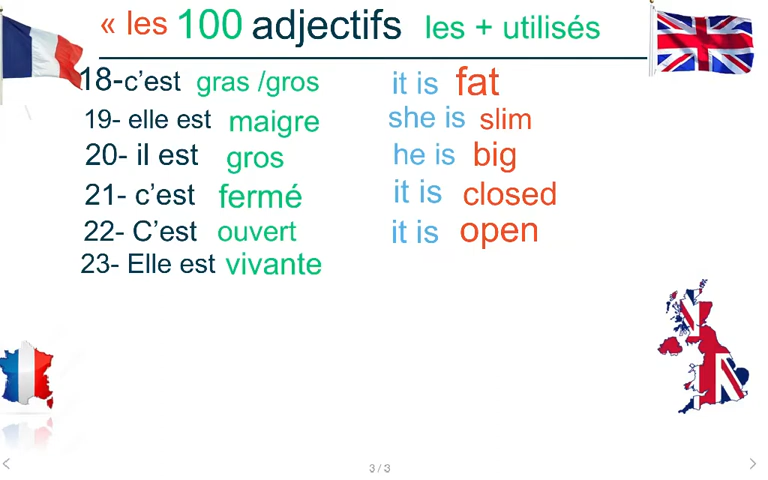 « les 100 adjectifs les + utilisés
18-c’est gras /gros it is fat
19- elle est maigre she is slim
20- il est gros he is big
21- c’est fermé it is closed
22- C’est ouvert it is open
23- Elle est vivante
3 / 3